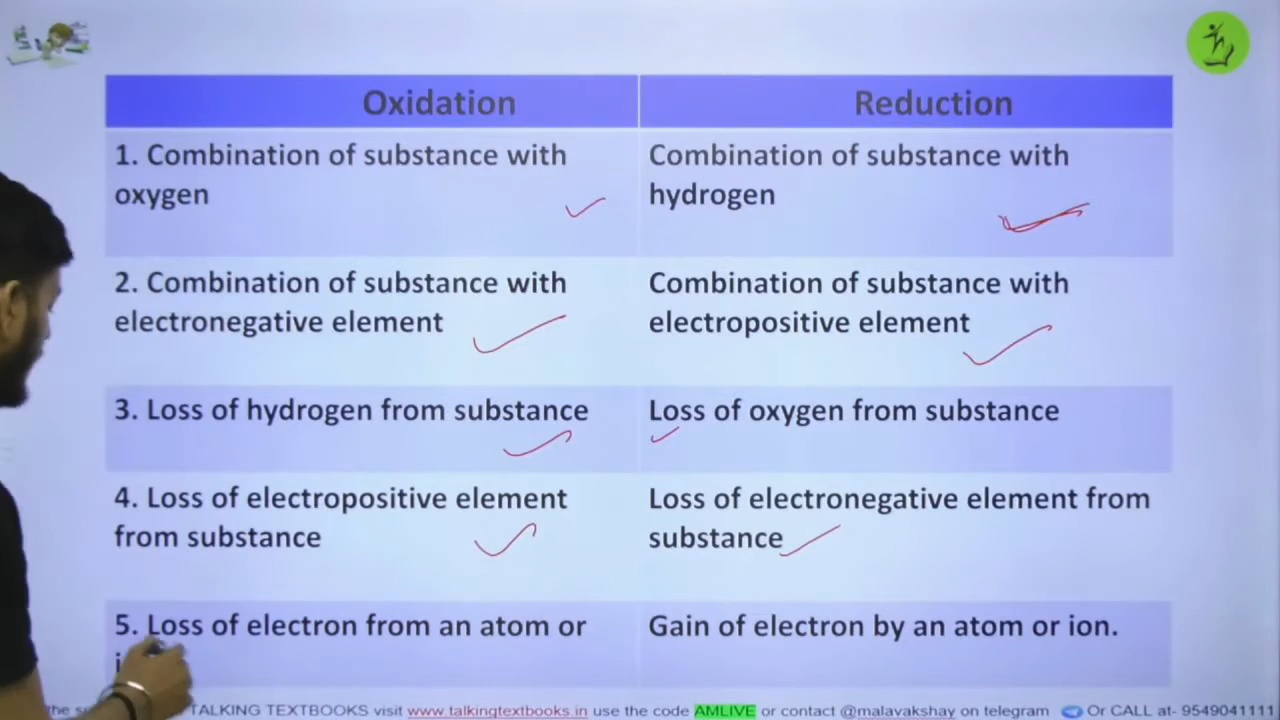 Oxidation
Reduction
1. Combination of substance with
oxygen
Combination of substance with
hydrogen
2. Combination of substance with
electronegative element
Combination of substance with
electropositive element
3. Loss of hydrogen from substance
Loss of oxygen from substance
4. Loss of electropositive element
from substance
Loss of electronegative element from
substance
5. Loss of electron from an atom or
Gain of electron by an atom or ion.
the TALKING TEXTBOOKS visit www.talkingtextbooks.in use the code AMLIVE or contact @malavakshay on telegram Or CALL at- 9549041111